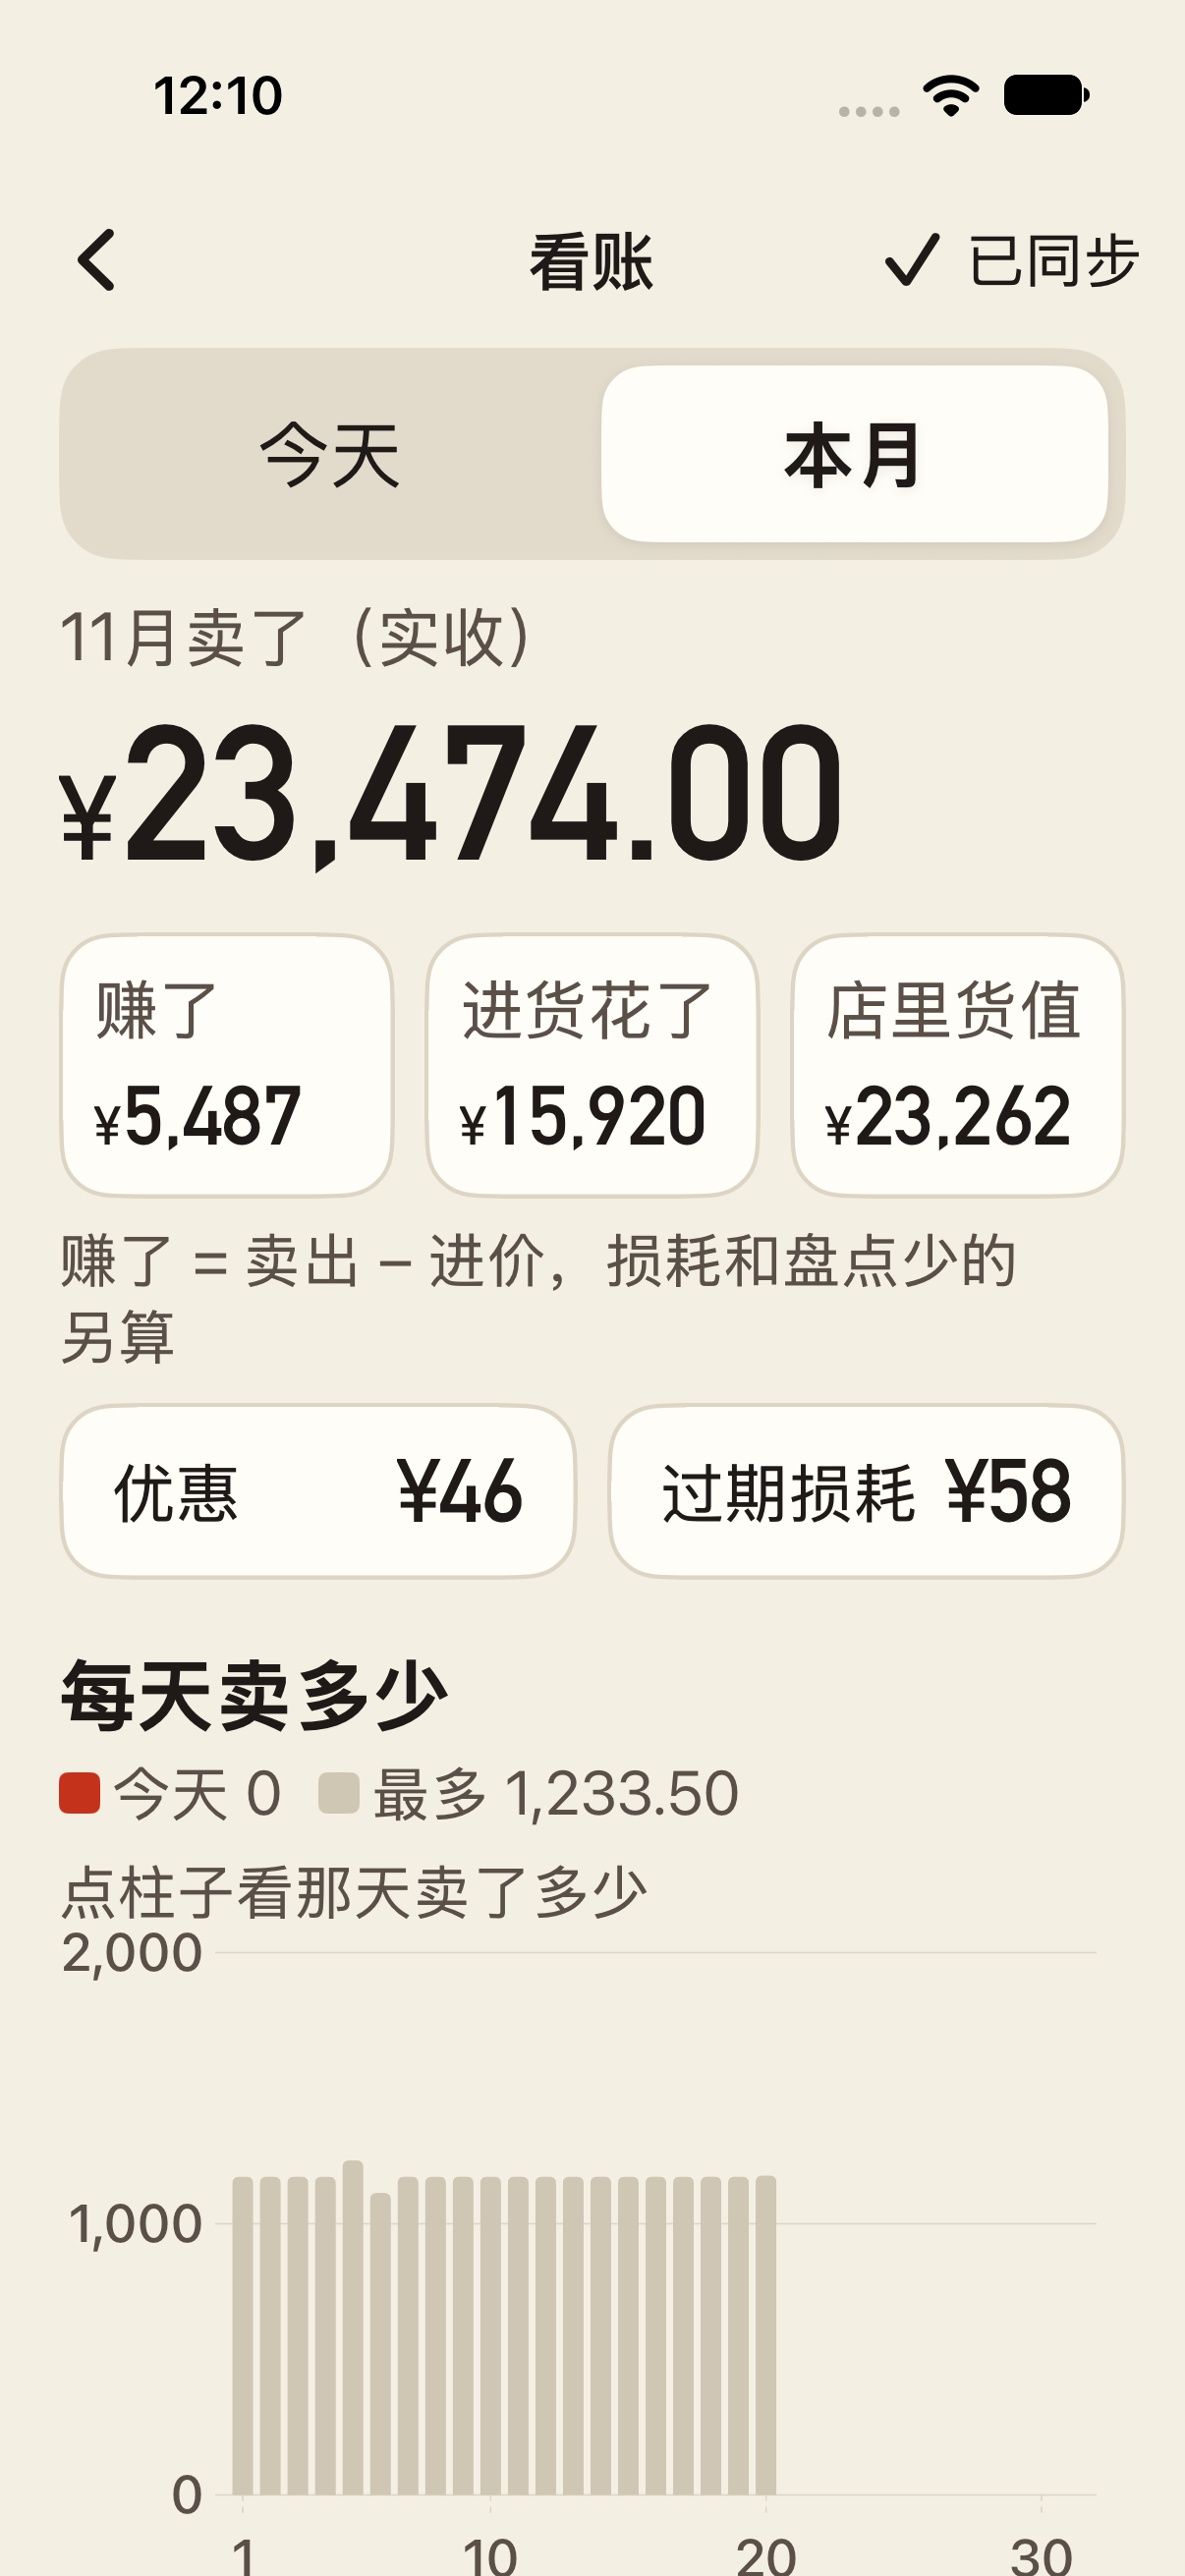 12:10
看账
已同步
今天
本月
11月卖了（实收）
¥23,474.00
赚了
¥5,487
进货花了
¥15,920
店里货值
¥23,262
赚了 = 卖出 − 进价，损耗和盘点少的
另算
优惠 ¥46
过期损耗 ¥58
每天卖多少
今天 0 最多 1,233.50
点柱子看那天卖了多少
2,000
1,000
0
1 10 20 30